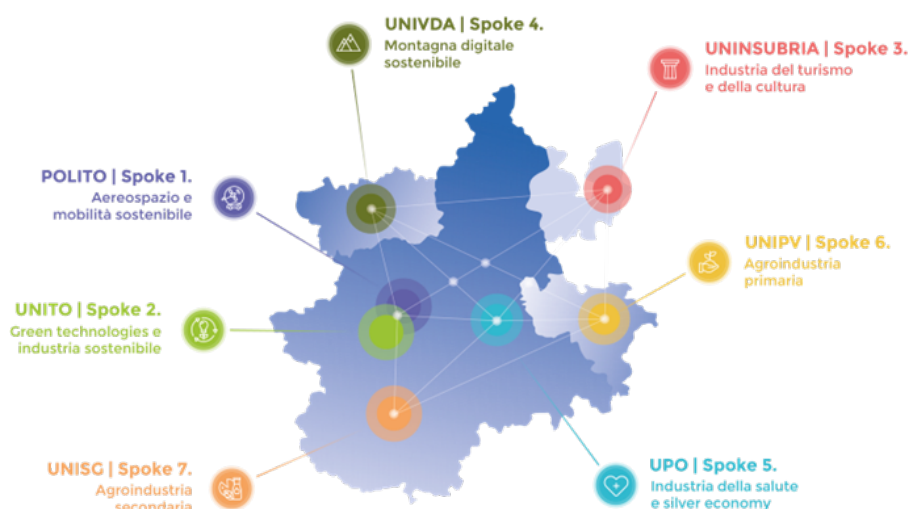 UNIVDA | Spoke 4.
Montagna digitale
sostenibile
UNINSUBRIA | Spoke 3.
Industria del turismo
e della cultura
POLITO | Spoke 1.
Aereospazio e
mobilità sostenibile
UNIPV | Spoke 6.
Agroindustria
primaria
UNITO | Spoke 2.
Green technologies e
industria sostenibile
UNISG | Spoke 7.
Agroindustria
secondaria
UPO | Spoke 5.
Industria della salute
e silver economy